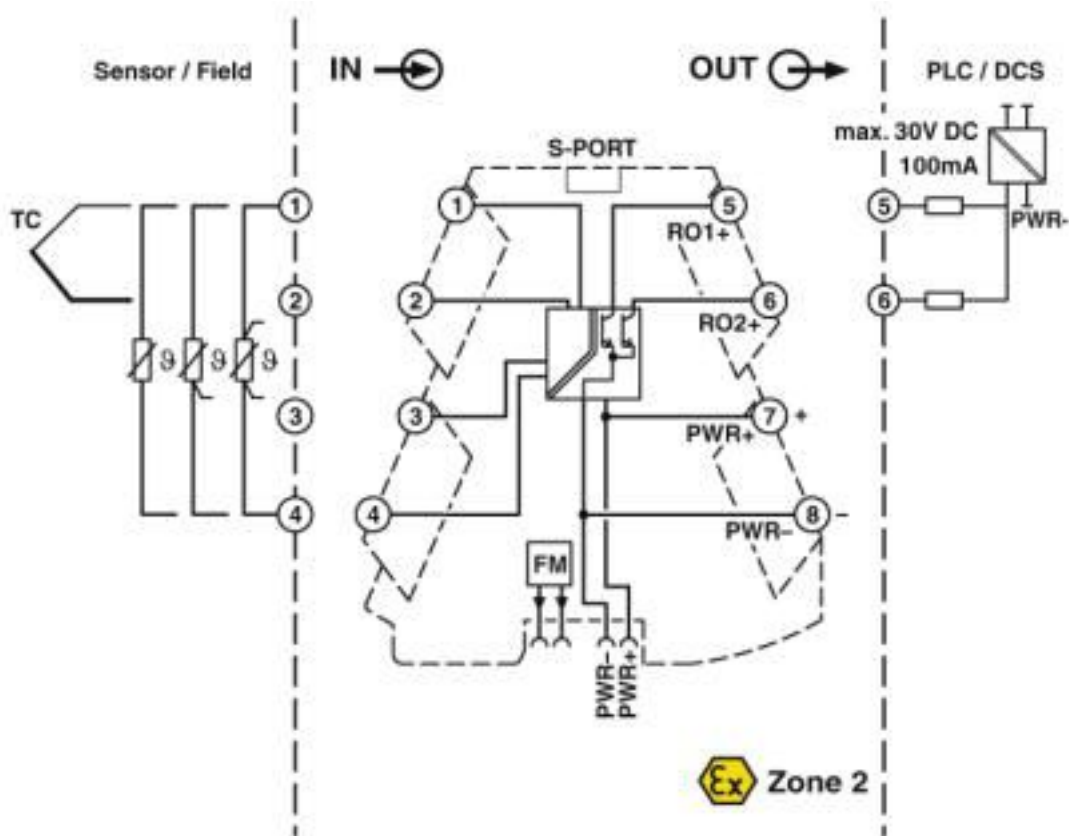 Sensor / Field
IN
OUT
PLC / DCS
max. 30V DC
100mA
S-PORT
TC
1
1
5
5
PWR-
RO1+
2
2
6
6
RO2+
ϑ
ϑ
ϑ
3
3
7
+
PWR+
4
4
8
-
PWR–
FM
PWR-
PWR+
Ex
Zone 2